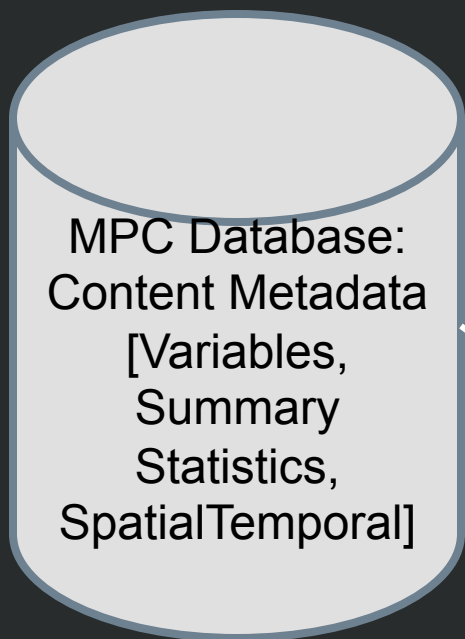 MPC Database:
Content Metadata
[Variables,
Summary
Statistics,
SpatialTemporal]